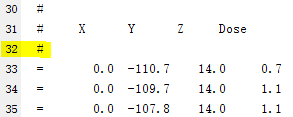 30 #
31 # X Y Z Dose
32 #
33 = 0.0 -110.7 14.0 0.7
34 = 0.0 -109.7 14.0 1.1
35 = 0.0 -107.8 14.0 1.1